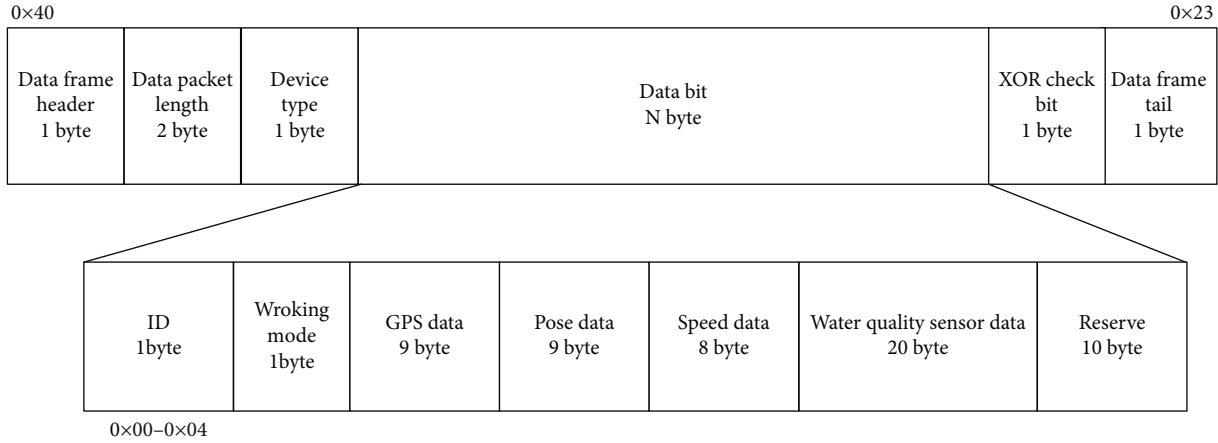 0×40
0×23
Data frame
header
1 byte
Data packet
length
2 byte
Device
type
1 byte
Data bit
N byte
XOR check
bit
1 byte
Data frame
tail
1 byte
ID
1byte
Wroking
mode
1byte
GPS data
9 byte
Pose data
9 byte
Speed data
8 byte
Water quality sensor data
20 byte
Reserve
10 byte
0×00–0×04